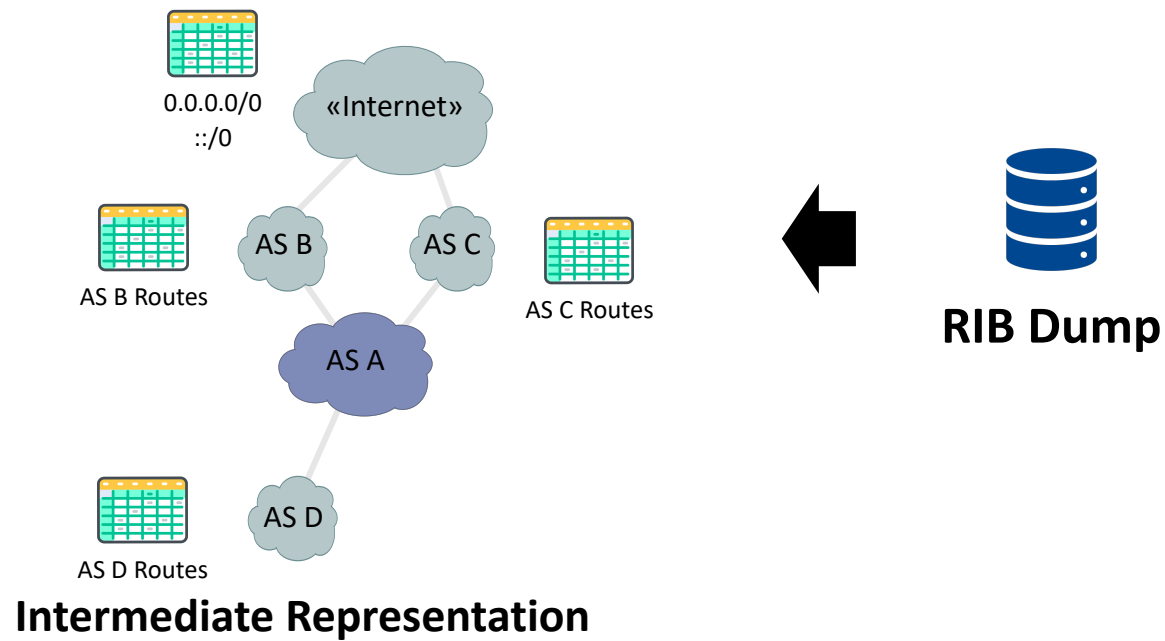 0.0.0.0/0
::/0
«Internet»
AS B
AS C
AS B Routes
AS C Routes
RIB Dump
AS A
AS D
AS D Routes
Intermediate Representation